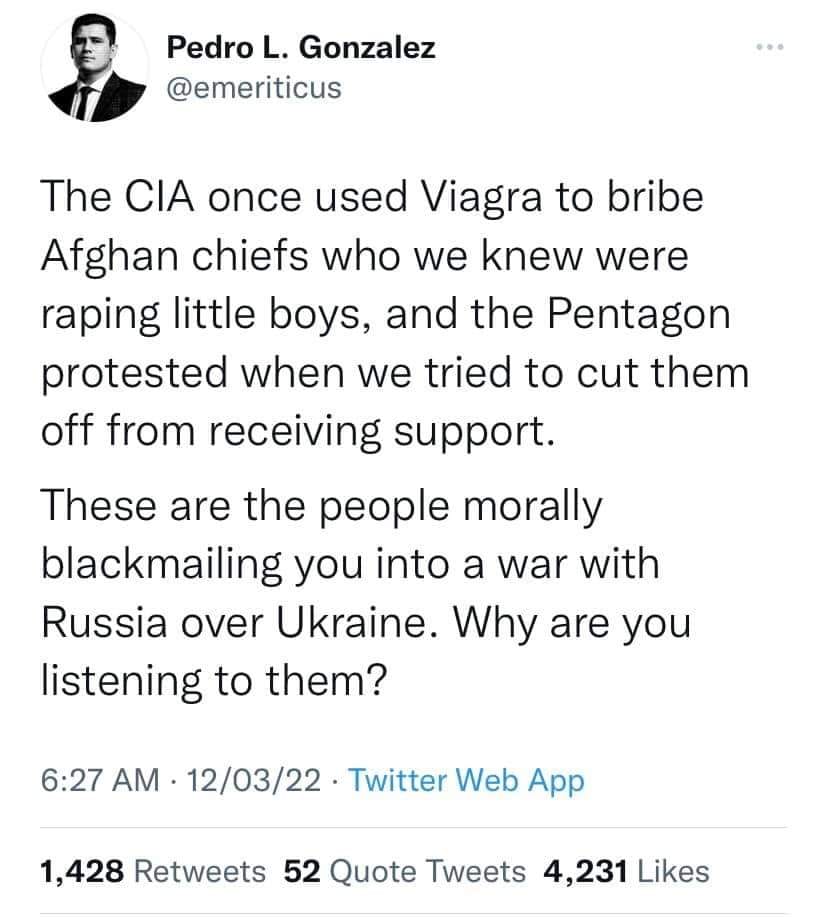 Pedro L. Gonzalez
@emeriticus
The CIA once used Viagra to bribe
Afghan chiefs who we knew were
raping little boys, and the Pentagon
protested when we tried to cut them
off from receiving support.
These are the people morally
blackmailing you into a war with
Russia over Ukraine. Why are you
listening to them?
6:27 AM · 12/03/22 · Twitter Web App
1,428 Retweets 52 Quote Tweets 4,231 Likes